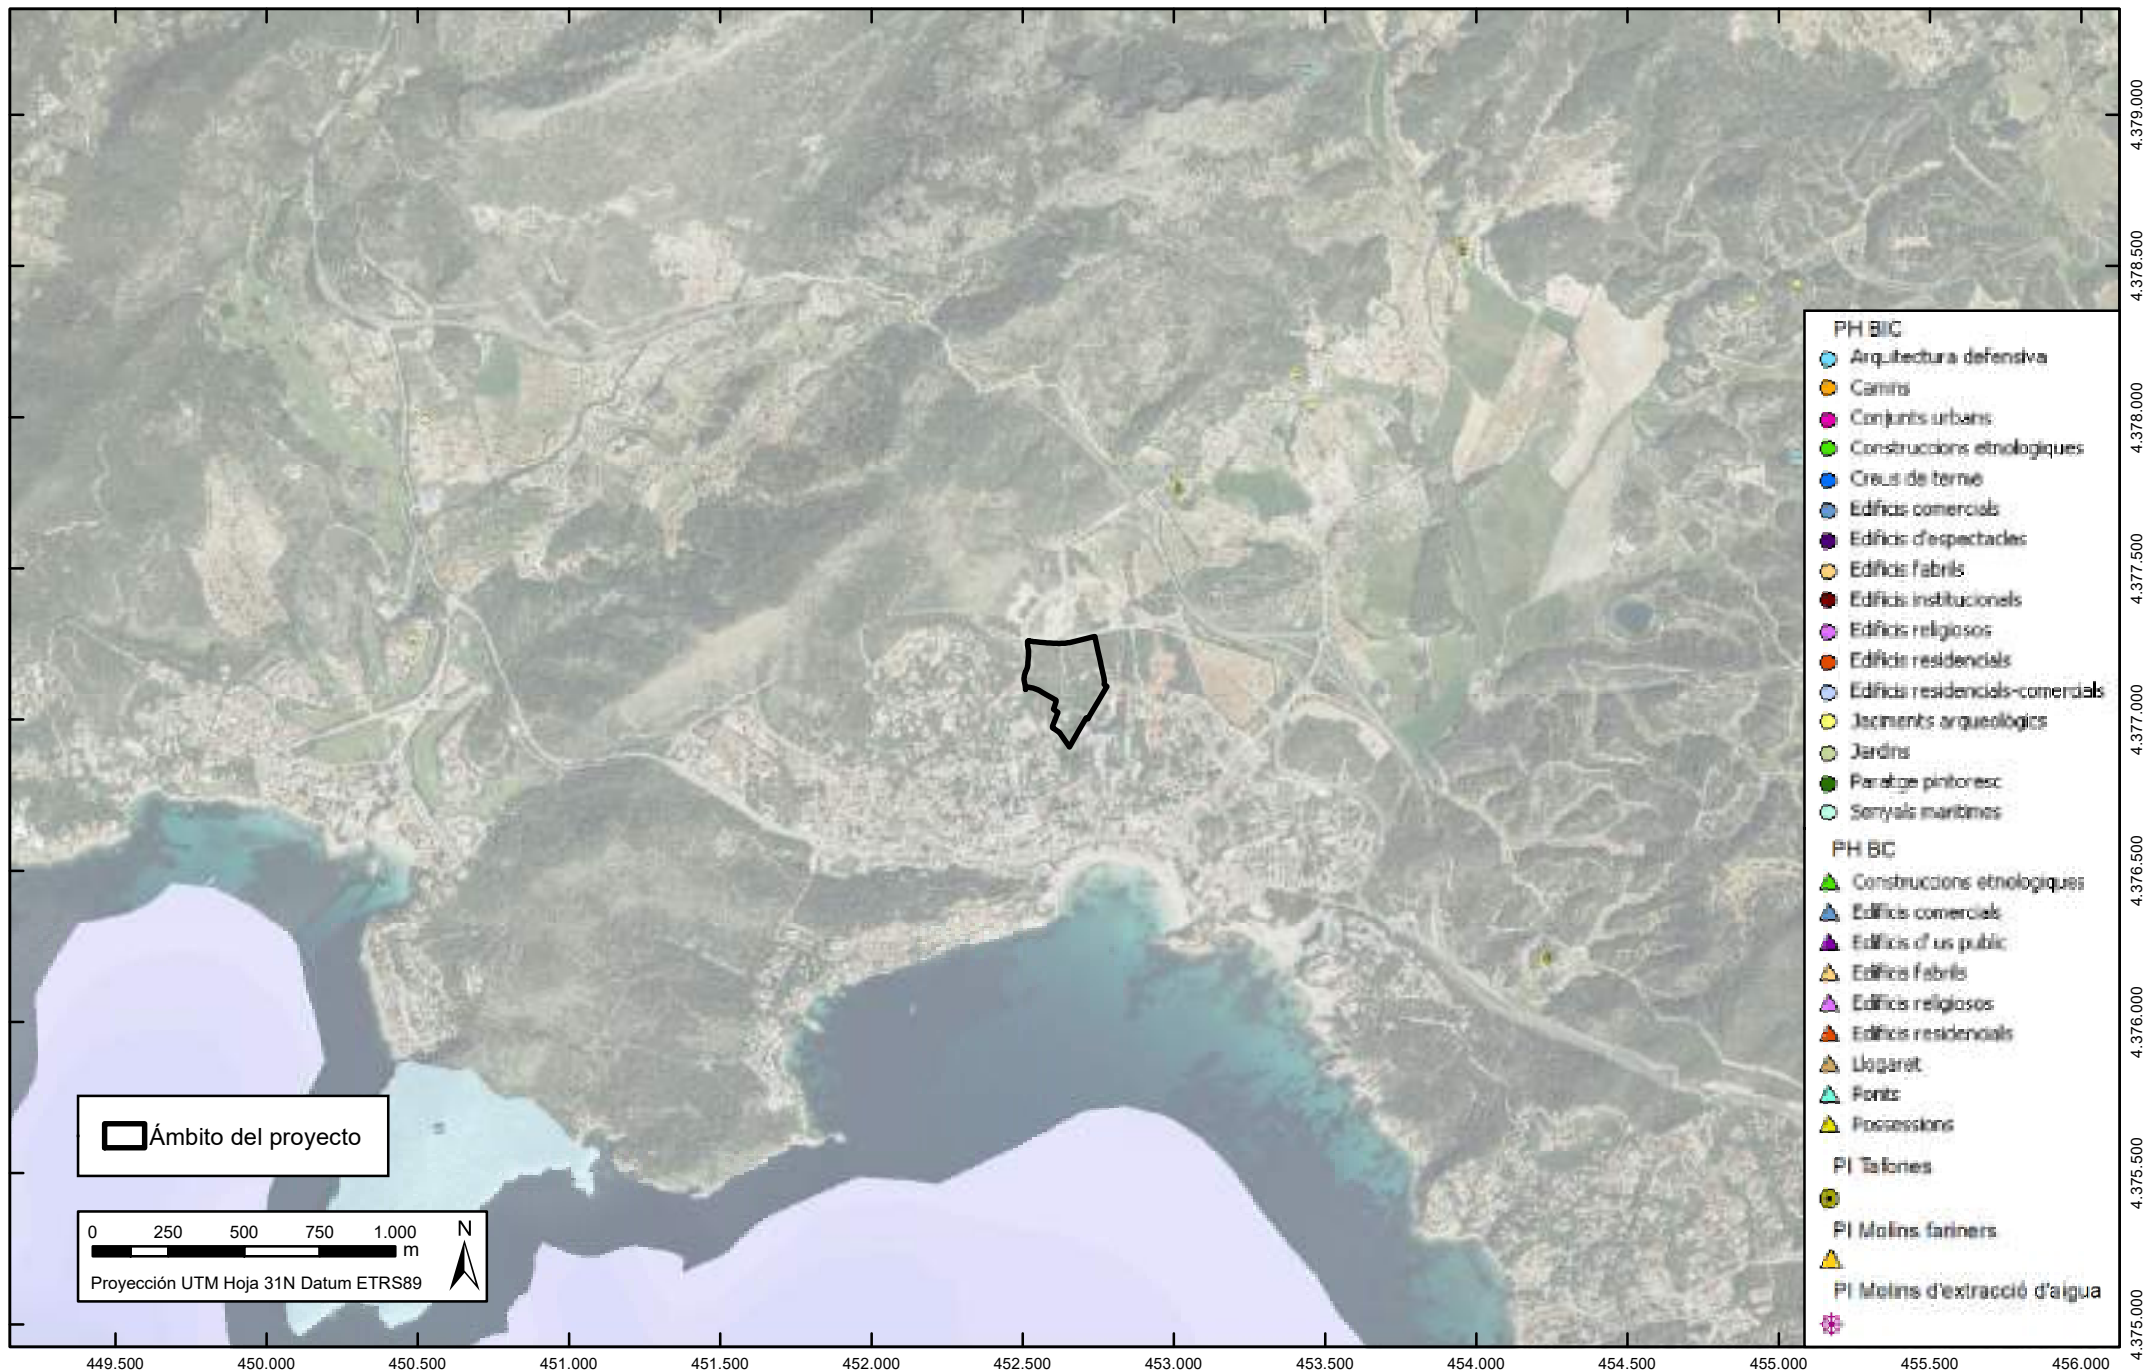 4.379.000
4.378.500
4.378.000
4.377.500
4.377.000
4.376.500
4.376.000
4.375.500
4.375.000
PH BIC
Arquitectura defensiva
Camins
Conjunts urbans
Construccions etnologiques
Creus de terme
Edificis comercials
Edificis d'espectacles
Edificis fabrils
Edificis institucionals
Edificis religiosos
Edificis residencials
Edificis residencials-comercials
Jaciments arqueològics
Jardins
Paratge pintoresc
Senyals maritimes
PH BC
Construccions etnologiques
Edificis comercials
Edificis d'us public
Edificis fabrils
Edificis religiosos
Edificis residencials
Llogaret
Ponts
Possessions
PI Tafones
PI Molins fariners
PI Molins d'extracció d'aigua
Ámbito del proyecto
0 250 500 750 1.000
m
N
Proyección UTM Hoja 31N Datum ETRS89
449.500 450.000 450.500 451.000 451.500 452.000 452.500 453.000 453.500 454.000 454.500 455.000 455.500 456.000